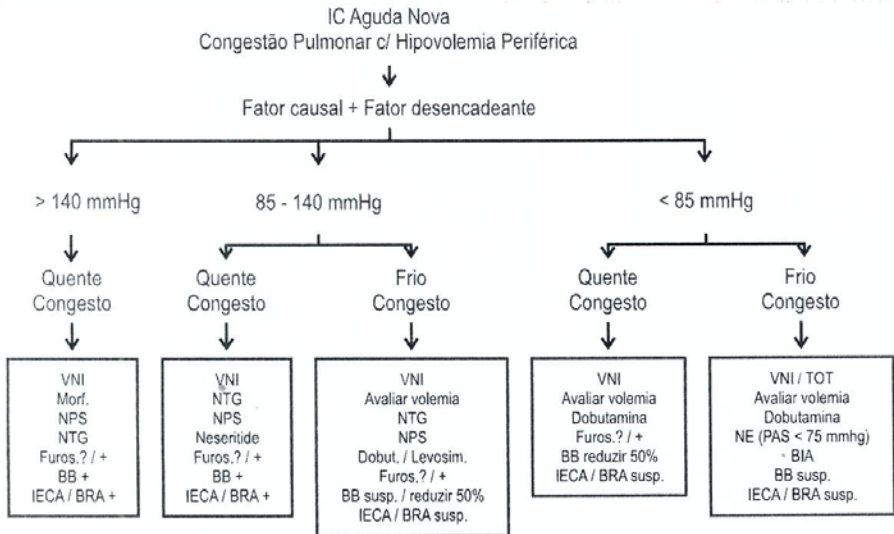 IC Aguda Nova
Congestão Pulmonar c/ Hipovolemia Periférica
Fator causal + Fator desencadeante
> 140 mmHg
85 - 140 mmHg
< 85 mmHg
Quente
Congesto
Quente
Congesto
Frio
Congesto
Quente
Congesto
Frio
Congesto
VNI
Morf.
NPS
NTG
Furos.? / +
BB +
IECA / BRA +
VNI
NTG
NPS
Neseritide
Furos.? / +
BB +
IECA / BRA +
VNI
Avaliar volemia
NTG
NPS
Dobut. / Levosim.
Furos.? / +
BB susp. / reduzir 50%
IECA / BRA susp.
VNI
Avaliar volemia
Dobutamina
Furos.? / +
BB reduzir 50%
IECA / BRA susp.
VNI / TOT
Avaliar volemia
Dobutamina
NE (PAS < 75 mmhg)
BIA
BB susp.
IECA / BRA susp.